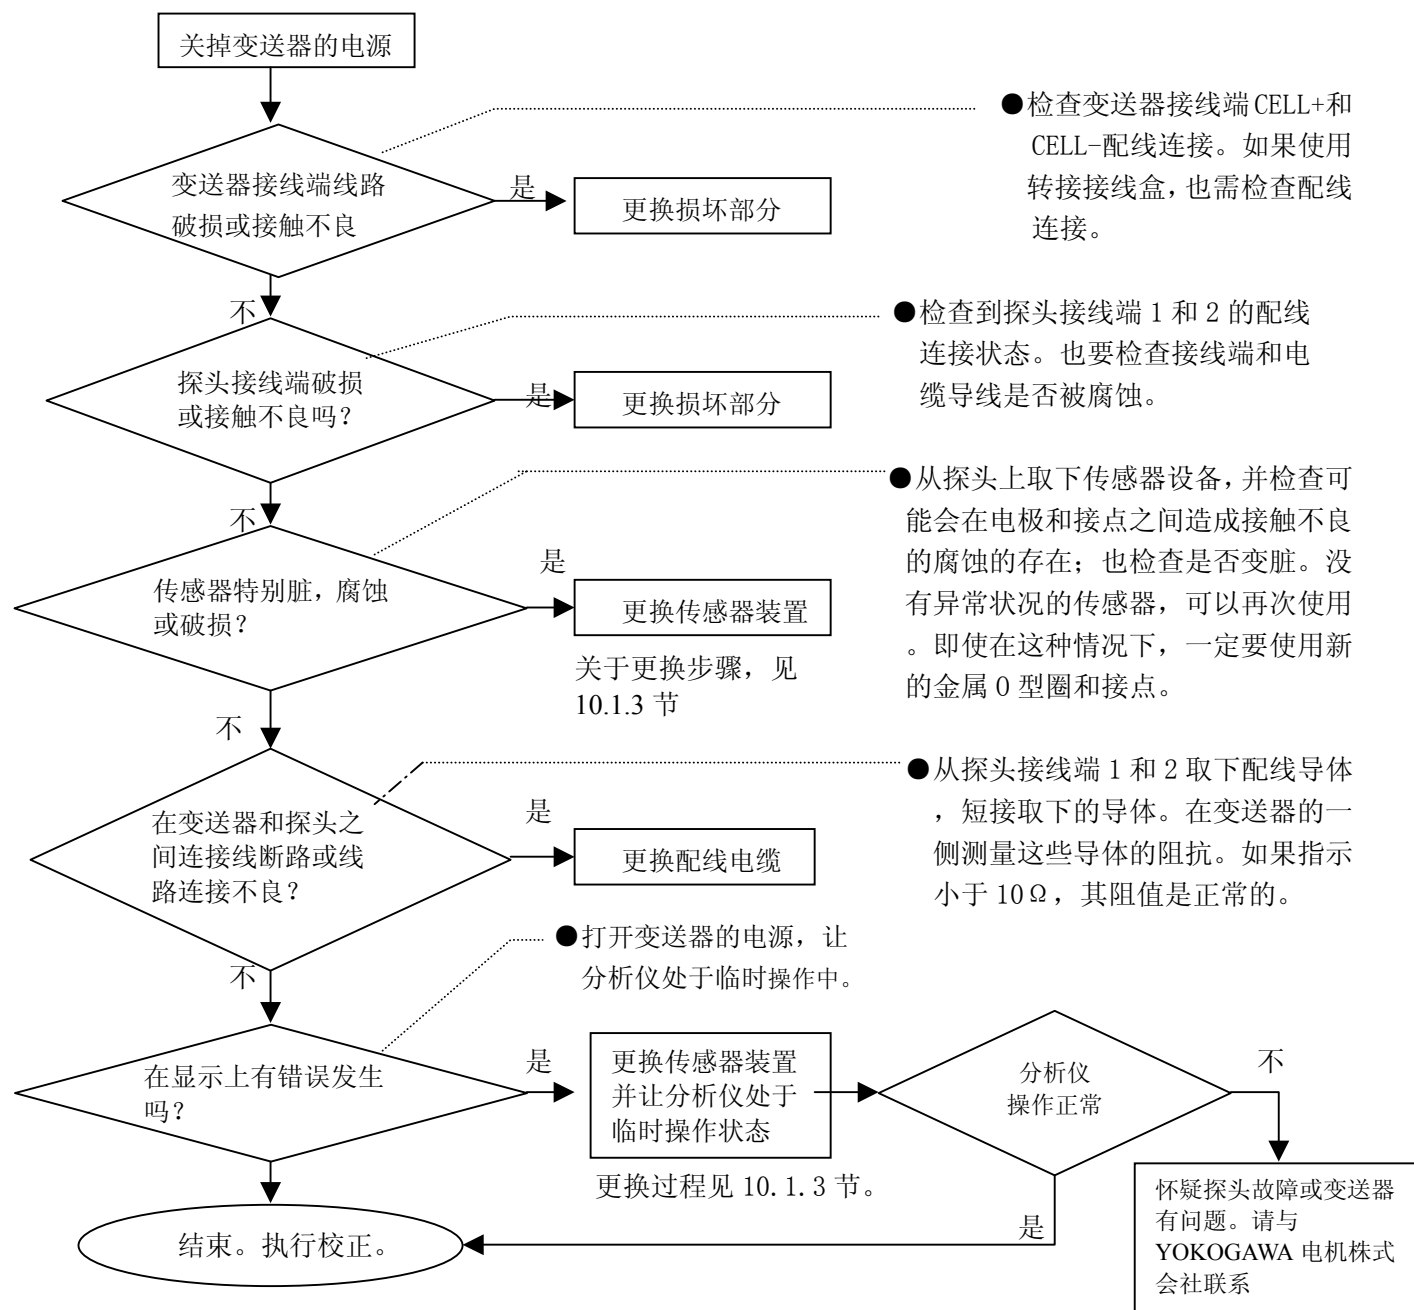 关掉变送器的电源
●检查变送器接线端CELL+和
CELL-配线连接。如果使用
转接接线盒，也需检查配线
连接。
变送器接线端线路
破损或接触不良
是
更换损坏部分
不
●检查到探头接线端 1 和 2 的配线
连接状态。也要检查接线端和电
缆导线是否被腐蚀。
探头接线端破损
或接触不良吗？
是
更换损坏部分
不
●从探头上取下传感器设备，并检查可
能会在电极和接点之间造成接触不良
的腐蚀的存在；也检查是否变脏。没
有异常状况的传感器，可以再次使用
。即使在这种情况下，一定要使用新
的金属 O 型圈和接点。
传感器特别脏，腐蚀
或破损？
是
更换传感器装置
关于更换步骤，见
10.1.3 节
不
●从探头接线端 1 和 2 取下配线导体
，短接取下的导体。在变送器的一
侧测量这些导体的阻抗。如果指示
小于 10Ω，其阻值是正常的。
在变送器和探头之
间连接线断路或线
路连接不良？
是
更换配线电缆
不
●打开变送器的电源，让
分析仪处于临时操作中。
在显示上有错误发生
吗？
是
更换传感器装置
并让分析仪处于
临时操作状态
更换过程见 10.1.3 节。
分析仪
操作正常
不
是
怀疑探头故障或变送器
有问题。请与
YOKOGAWA 电机株式
会社联系
结束。执行校正。